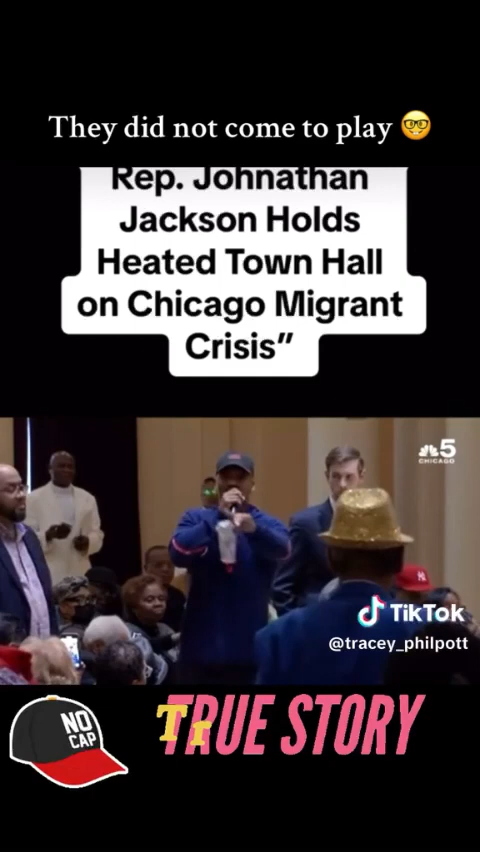 They did not come to play 🤓
Rep. Johnathan
Jackson Holds
Heated Town Hall
on Chicago Migrant
Crisis”
5
CHICAGO
TikTok
@tracey_philpott
NO
CAP
TRUE STORY
Tr